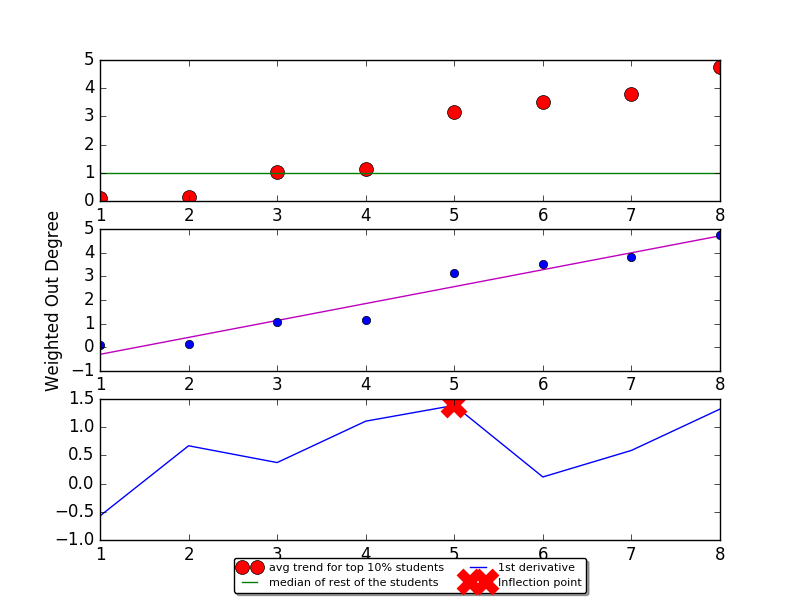 5
4
3
2
1
0
1 2 3 4 5 6 7 8
Weighted Out Degree
5
4
3
2
1
0
−1
1 2 3 4 5 6 7 8
1.5
1.0
0.5
0.0
−0.5
−1.0
1 2 3 4 5 6 7 8
avg trend for top 10% students
median of rest of the students
1st derivative
Inflection point